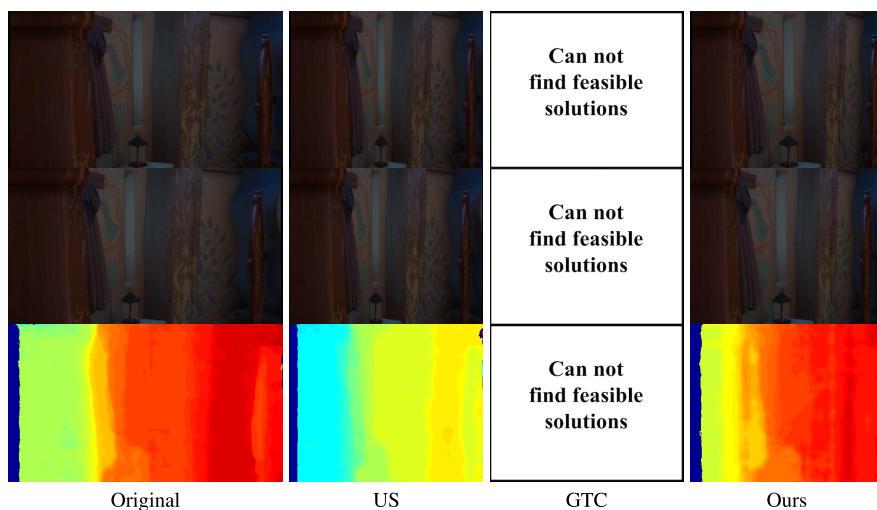 Can not
find feasible
solutions
Can not
find feasible
solutions
Can not
find feasible
solutions
Original
US
GTC
Ours